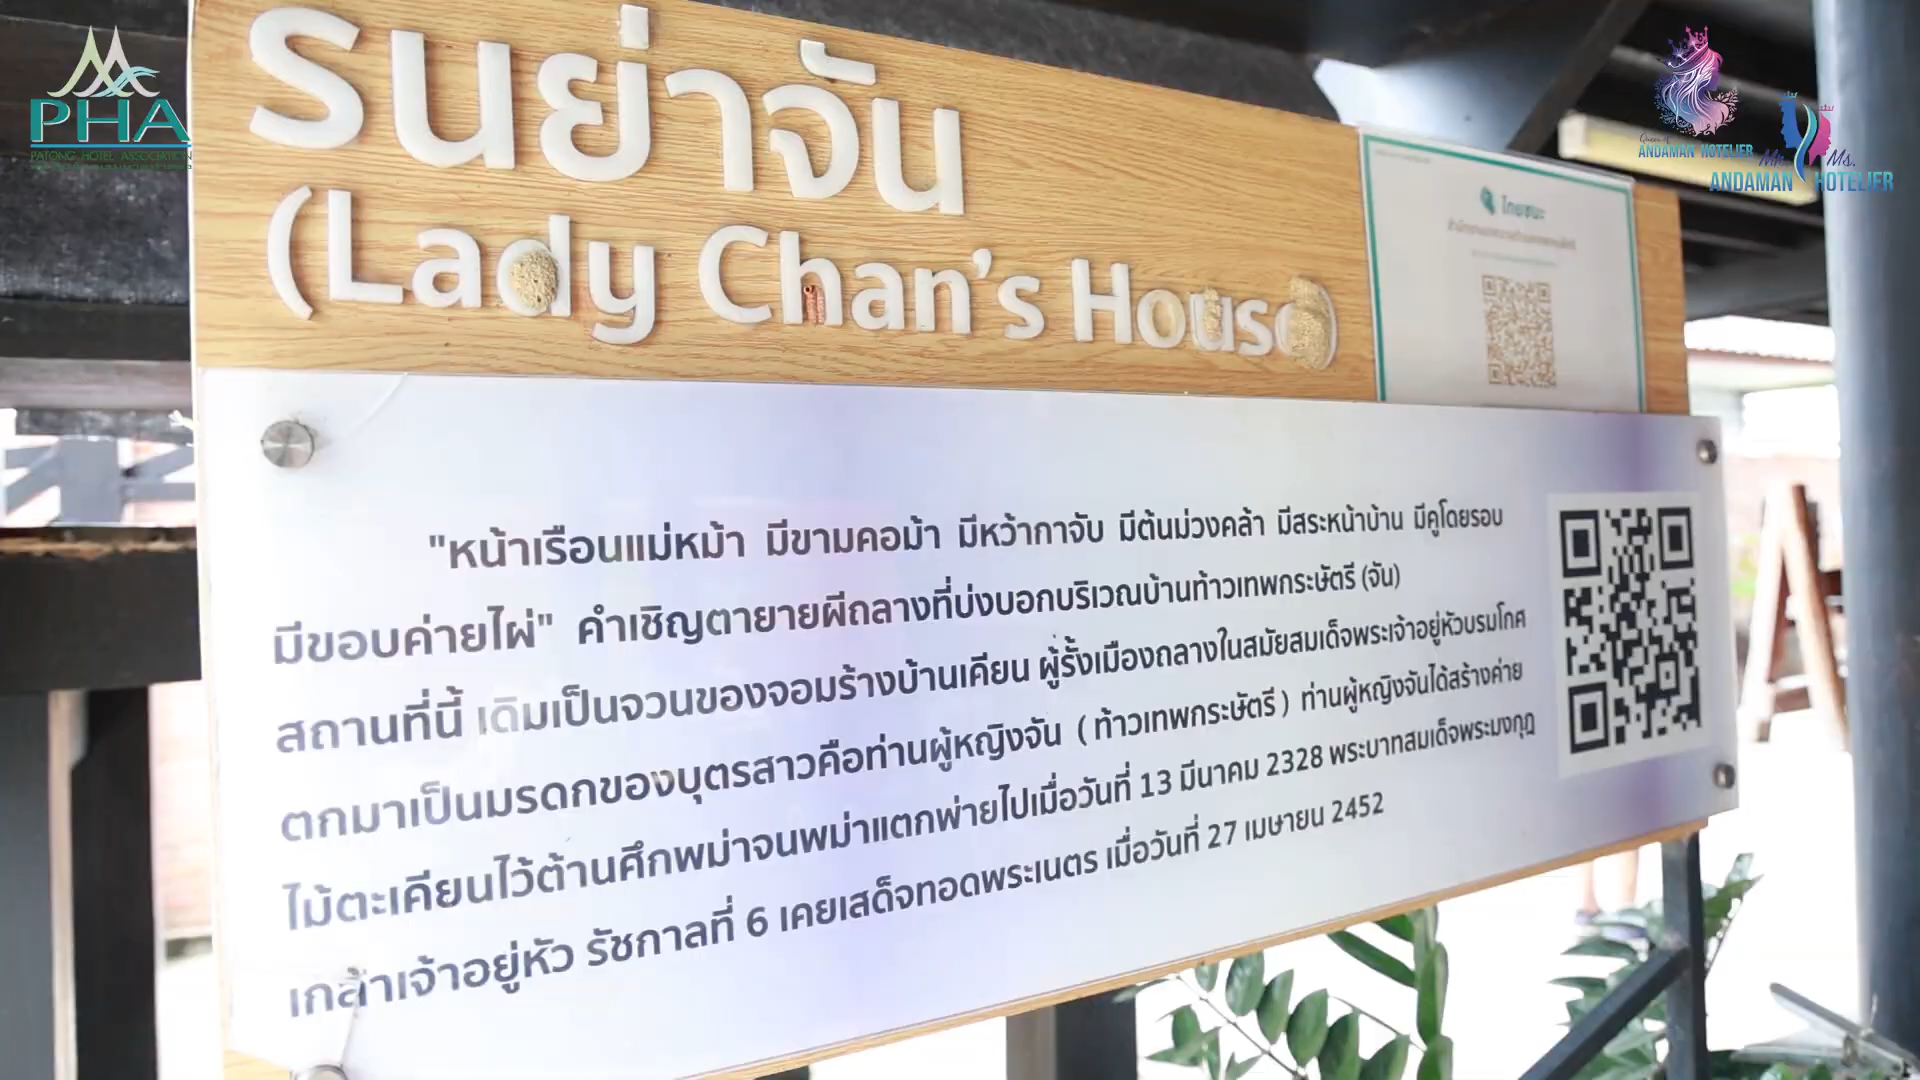 PHA
PATONG HOTEL ASSOCIATION
ANDAMAN HOTELIER
Mr. Ms.
ANDAMAN HOTELIER
รนย่าจัน
(Lady Chan's House)
ไทยชนะ
"หน้าเรือนแม่หม้า มีขามคอม้า มีหว้ากาจับ มีต้นม่วงคล้า มีสระหน้าบ้าน มีคูโดยรอบ
มีขอบค่ายไผ่" คำเชิญตายายผีถลางที่บ่งบอกบริเวณบ้านท้าวเทพกระษัตรี (จัน)
สถานที่นี้ เดิมเป็นจวนของจอมร้างบ้านเคียน ผู้รั้งเมืองถลางในสมัยสมเด็จพระเจ้าอยู่หัวบรมโกศ
ตกมาเป็นมรดกของบุตรสาวคือท่านผู้หญิงจัน ( ท้าวเทพกระษัตรี ) ท่านผู้หญิงจันได้สร้างค่าย
ไม้ตะเคียนไว้ต้านศึกพม่าจนพม่าแตกพ่ายไปเมื่อวันที่ 13 มีนาคม 2328 พระบาทสมเด็จพระมงกุฎ
เกล้าเจ้าอยู่หัว รัชกาลที่ 6 เคยเสด็จทอดพระเนตร เมื่อวันที่ 27 เมษายน 2452